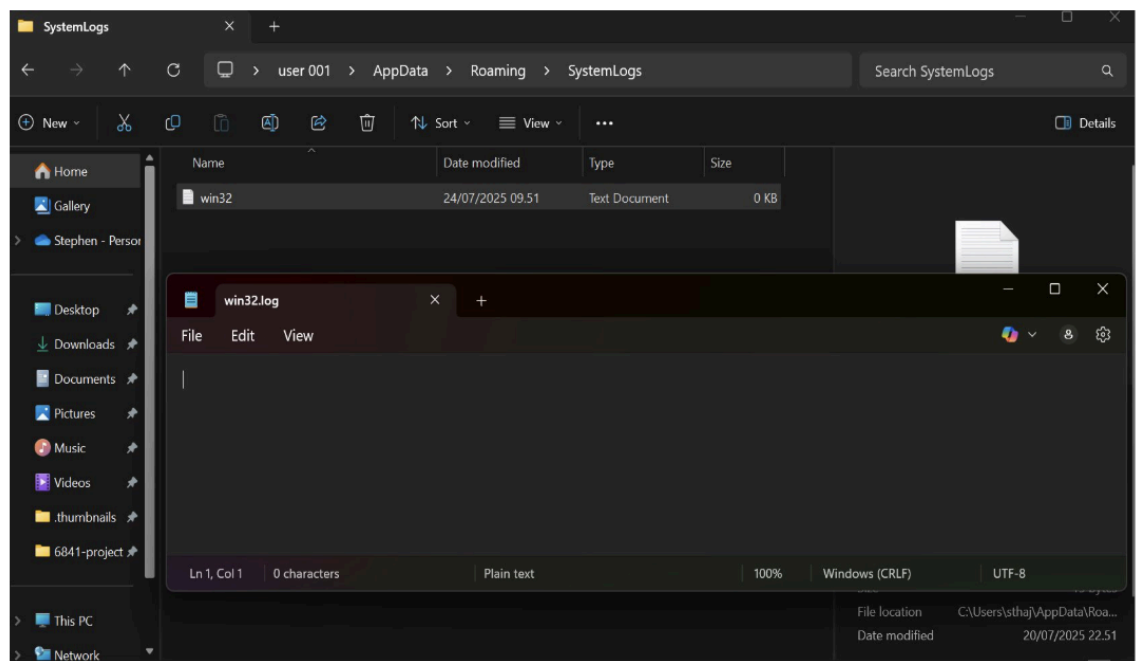 SystemLogs
user 001 > AppData > Roaming > SystemLogs
Search SystemLogs
New
Sort
View
Details
Name Date modified Type Size
win32 24/07/2025 09.51 Text Document 0 KB
Home
Gallery
Stephen - Persor
Desktop
Downloads
Documents
Pictures
Music
Videos
.thumbnails
6841-project
This PC
Network
win32.log
File Edit View
Ln 1, Col 1 0 characters Plain text 100% Windows (CRLF) UTF-8
File location C:\Users\sthaj\AppData\Roa...
Date modified 20/07/2025 22.51